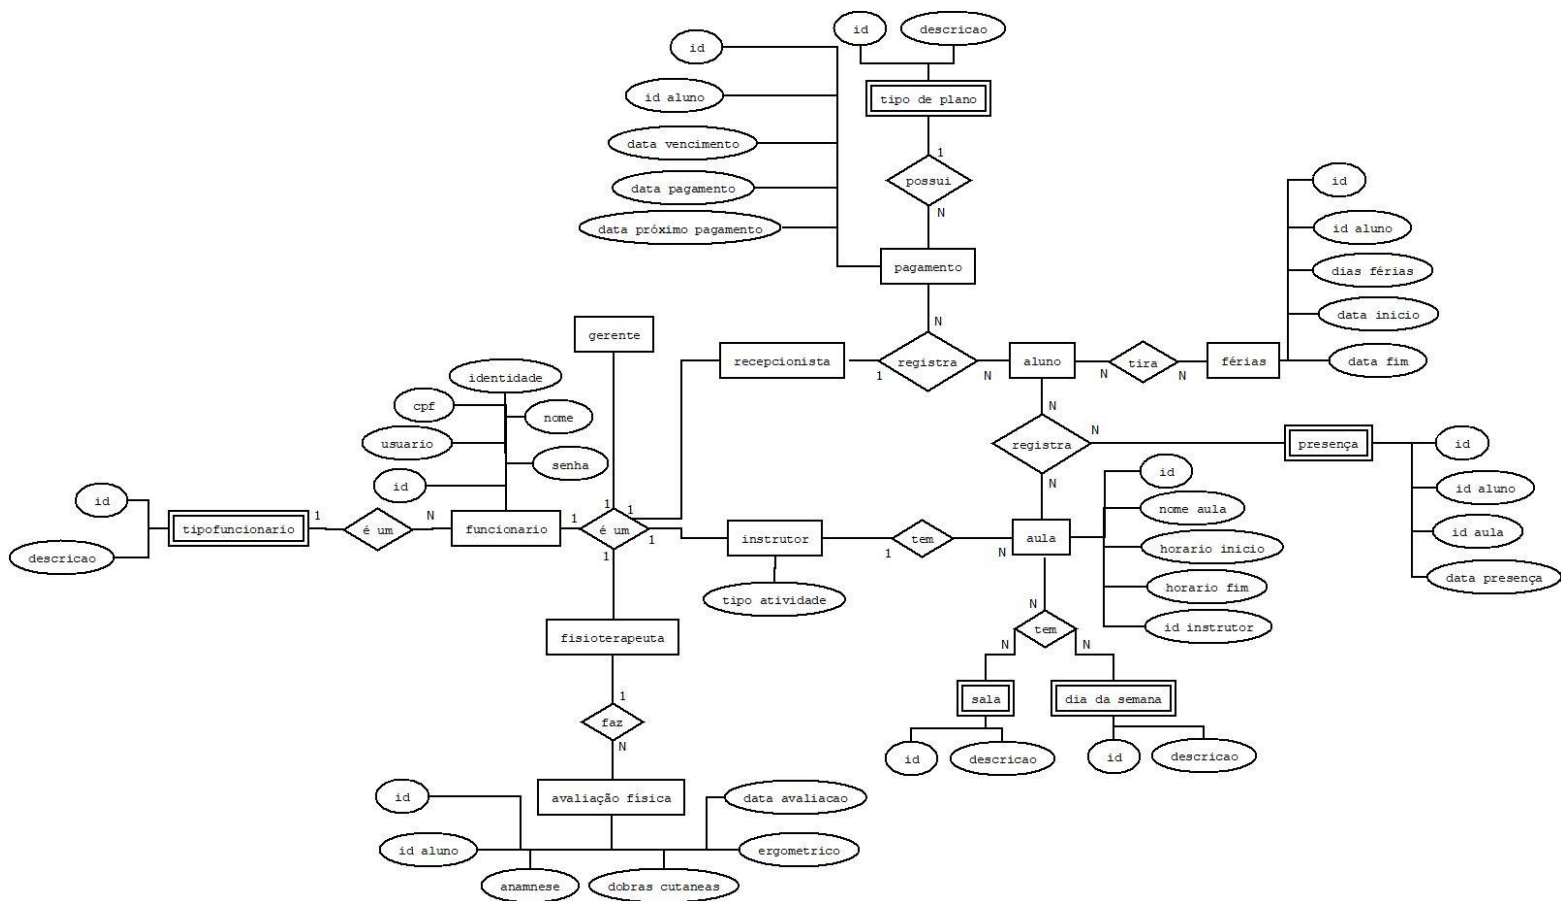 id
descricao
id
tipo de plano
id aluno
data vencimento
1
possui
data pagamento
N
data próximo pagamento
pagamento
id
id aluno
dias férias
data inicio
data fim
N
gerente
recepcionista
1
registra
N
aluno
N
tira
N
férias
identidade
cpf
nome
usuario
senha
id
N
registra
N
presença
N
id
id aluno
id aula
data presença
id
tipofuncionario
descricao
1
é um
N
funcionario
1
é um
1
1
1
1
instrutor
tipo atividade
1
tem
N
aula
id
nome aula
horario inicio
horario fim
id instrutor
fisioterapeuta
N
tem
N
N
sala
dia da semana
id
descricao
id
descricao
1
faz
N
avaliação física
id
data avaliacao
id aluno
ergometrico
anamnese
dobras cutaneas